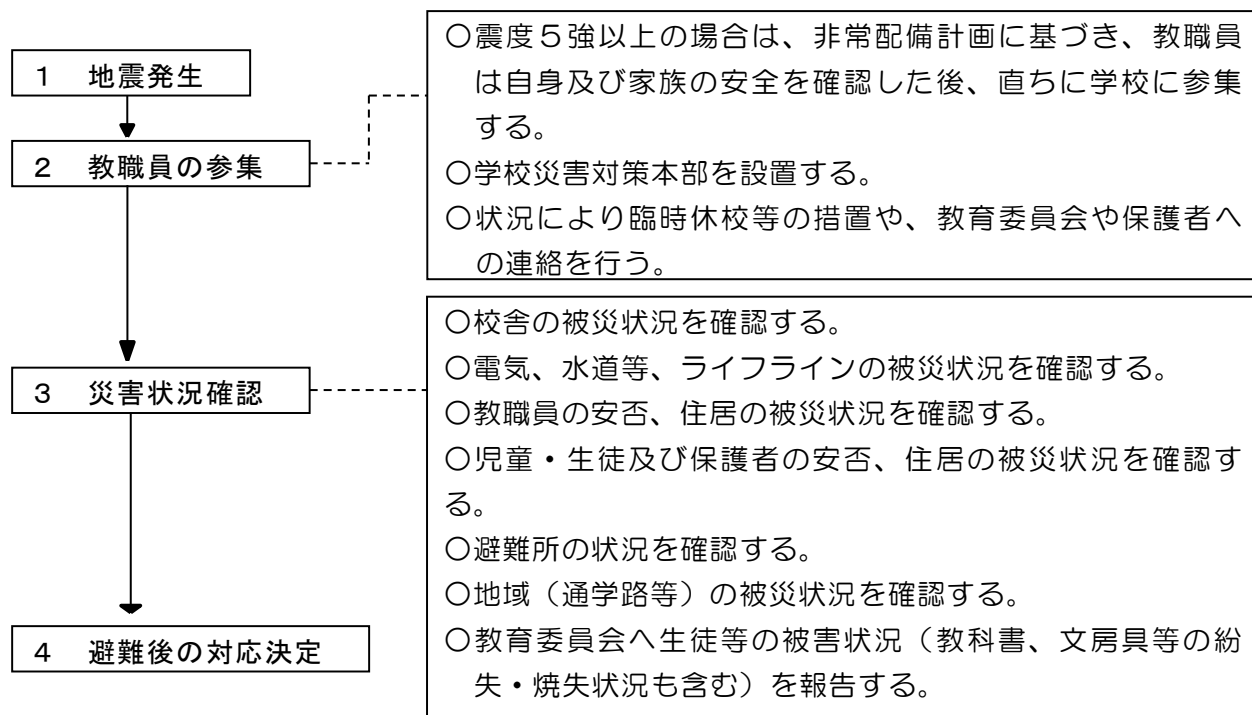 1 地震発生
2 教職員の参集
○震度5強以上の場合は、非常配備計画に基づき、教職員
は自身及び家族の安全を確認した後、直ちに学校に参集
する。
○学校災害対策本部を設置する。
○状況により臨時休校等の措置や、教育委員会や保護者へ
の連絡を行う。
3 災害状況確認
○校舎の被災状況を確認する。
○電気、水道等、ライフラインの被災状況を確認する。
○教職員の安否、住居の被災状況を確認する。
○児童・生徒及び保護者の安否、住居の被災状況を確認す
る。
○避難所の状況を確認する。
○地域（通学路等）の被災状況を確認する。
○教育委員会へ生徒等の被害状況（教科書、文房具等の紛
失・焼失状況も含む）を報告する。
4 避難後の対応決定